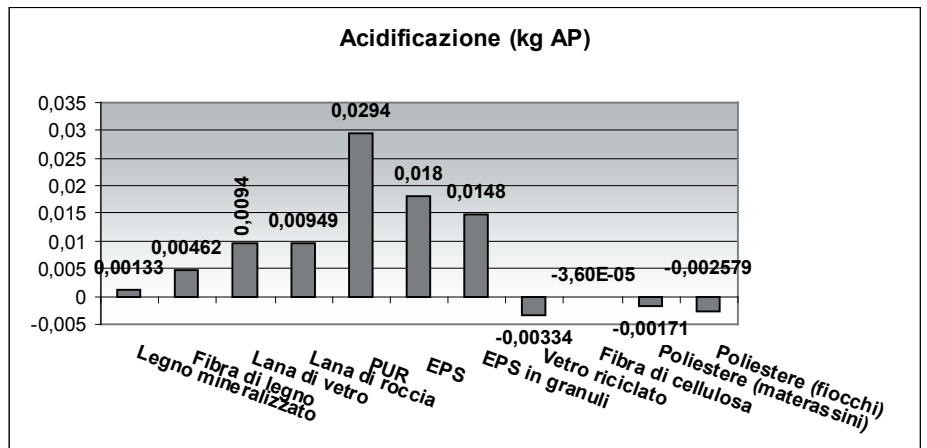 Acidificazione (kg AP)
0,035
0,03
0,025
0,02
0,015
0,01
0,005
0
-0,005
0,00133
0,00462
0,0094
0,00949
0,0294
0,018
0,0148
-0,00334
-3,60E-05
-0,00171
-0,002579
Legno mineralizzato
Fibra di legno
Lana di vetro
Lana di roccia
PUR
EPS
EPS in granuli
Vetro riciclato
Fibra di cellulosa
Poliestere (materassini)
Poliestere (fiocchi)